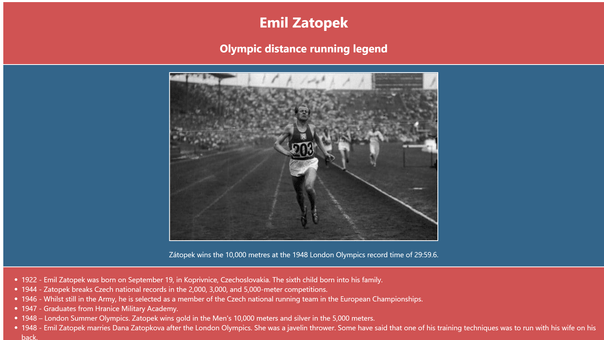 Emil Zatopek
Olympic distance running legend
203
Zátopek wins the 10,000 metres at the 1948 London Olympics record time of 29:59.6.
• 1922 - Emil Zatopek was born on September 19, in Koprivnice, Czechoslovakia. The sixth child born into his family.
• 1944 - Zatopek breaks Czech national records in the 2,000, 3,000, and 5,000-meter competitions.
• 1946 - Whilst still in the Army, he is selected as a member of the Czech national running team in the European Championships.
• 1947 - Graduates from Hranice Military Academy.
• 1948 – London Summer Olympics. Zatopek wins gold in the Men's 10,000 meters and silver in the 5,000 meters.
• 1948 - Emil Zatopek marries Dana Zatopkova after the London Olympics. She was a javelin thrower. Some have said that one of his training techniques was to run with his wife on his
back.